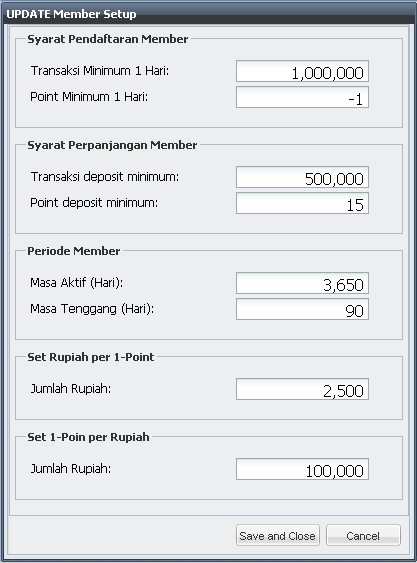 UPDATE Member Setup
Syarat Pendaftaran Member
Transaksi Minimum 1 Hari: 1,000,000
Point Minimum 1 Hari: -1
Syarat Perpanjangan Member
Transaksi deposit minimum: 500,000
Point deposit minimum: 15
Periode Member
Masa Aktif (Hari): 3,650
Masa Tenggang (Hari): 90
Set Rupiah per 1-Point
Jumlah Rupiah: 2,500
Set 1-Poin per Rupiah
Jumlah Rupiah: 100,000
Save and Close Cancel